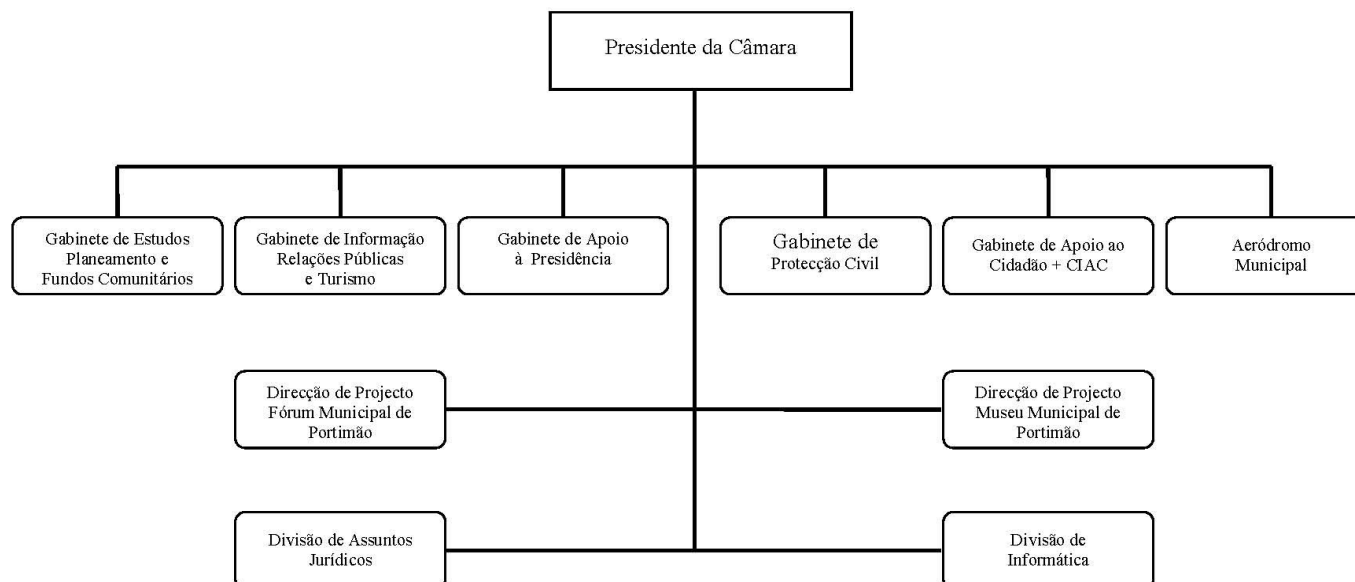 Presidente da Câmara
Gabinete de Estudos
Planeamento e
Fundos Comunitários
Gabinete de Informação
Relações Públicas
e Turismo
Gabinete de Apoio
à Presidência
Gabinete de
Protecção Civil
Gabinete de Apoio ao
Cidadão + CIAC
Aeródromo
Municipal
Direcção de Projecto
Fórum Municipal de
Portimão
Direcção de Projecto
Museu Municipal de
Portimão
Divisão de Assuntos
Jurídicos
Divisão de
Informática